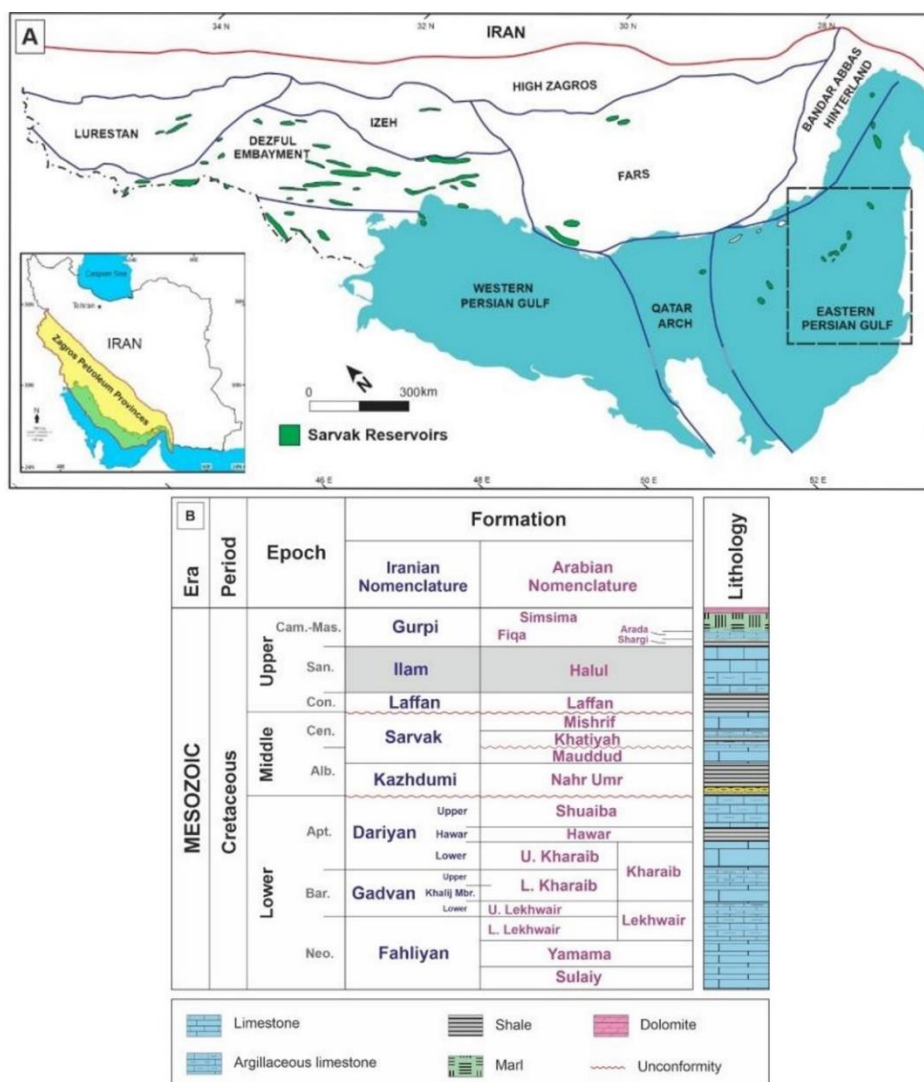 A
IRAN
34 N
32 N
30 N
28 N
HIGH ZAGROS
BANDAR ABBAS
HINTERLAND
LURESTAN
IZEH
DEZFUL
EMBAYMENT
FARS
Caspian Sea
Tehran
IRAN
Zagros Petroleum Provinces
N
WESTERN
PERSIAN GULF
QATAR
ARCH
EASTERN
PERSIAN GULF
N
0 300km
Sarvak Reservoirs
46 E
48 E
50 E
52 E
B
Era
Period
Epoch
Formation
Iranian
Nomenclature
Arabian
Nomenclature
Lithology
MESOZOIC
Cretaceous
Upper
Cam.-Mas.
Gurpi
Simsima
Fiqa
Arada
Shargi
San.
Ilam
Halul
Con.
Laffan
Laffan
Middle
Cen.
Sarvak
Mishrif
Khatiyah
Mauddud
Alb.
Kazhdumi
Nahr Umr
Lower
Apt.
Dariyan
Upper
Hawar
Lower
Shuaiba
Hawar
U. Kharaib
Kharaib
Bar.
Gadvan
Upper
Khalij Mbr.
Lower
L. Kharaib
U. Lekhwair
L. Lekhwair
Lekhwair
Neo.
Fahliyan
Yamama
Sulaiy
Limestone
Shale
Dolomite
Argillaceous limestone
Marl
Unconformity